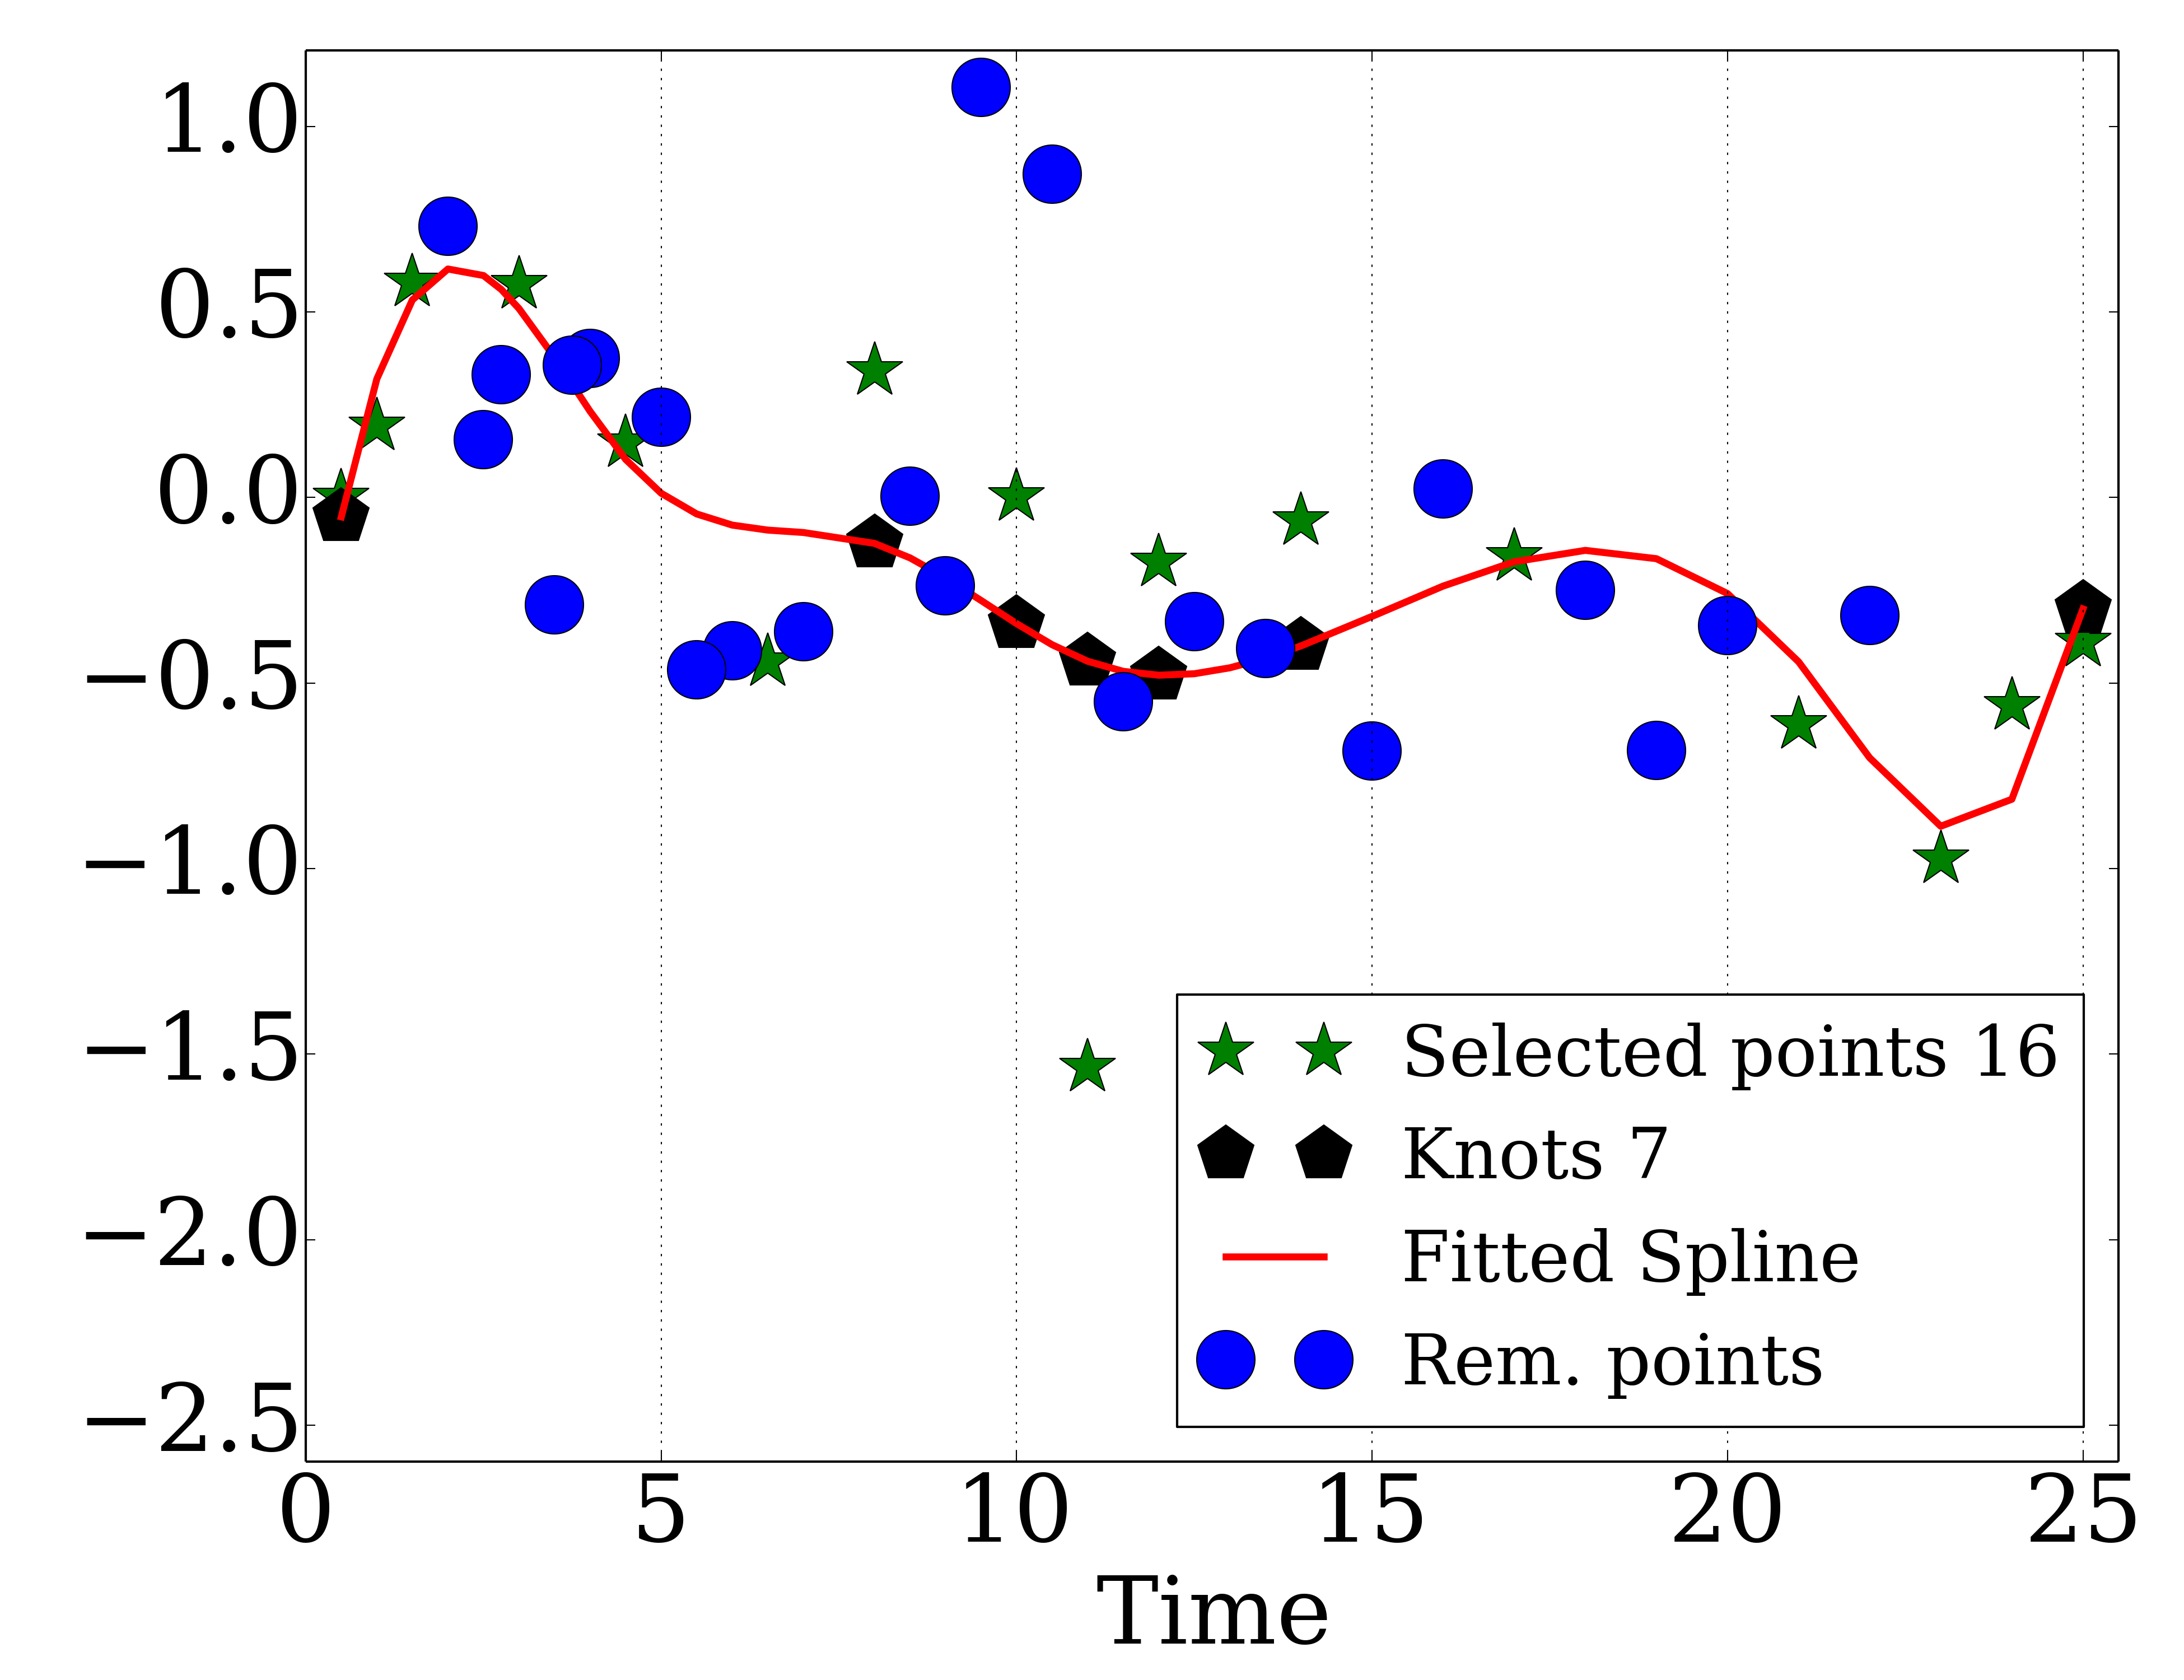 1.0
0.5
0.0
−0.5
−1.0
−1.5
−2.0
−2.5
Selected points 16
Knots 7
Fitted Spline
Rem. points
0 5 10 15 20 25
Time